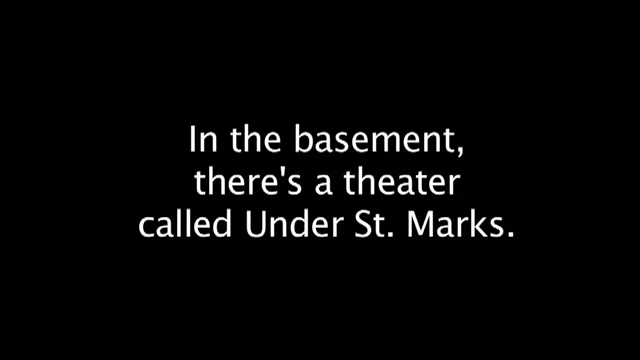 In the basement,
there's a theater
called Under St. Marks.